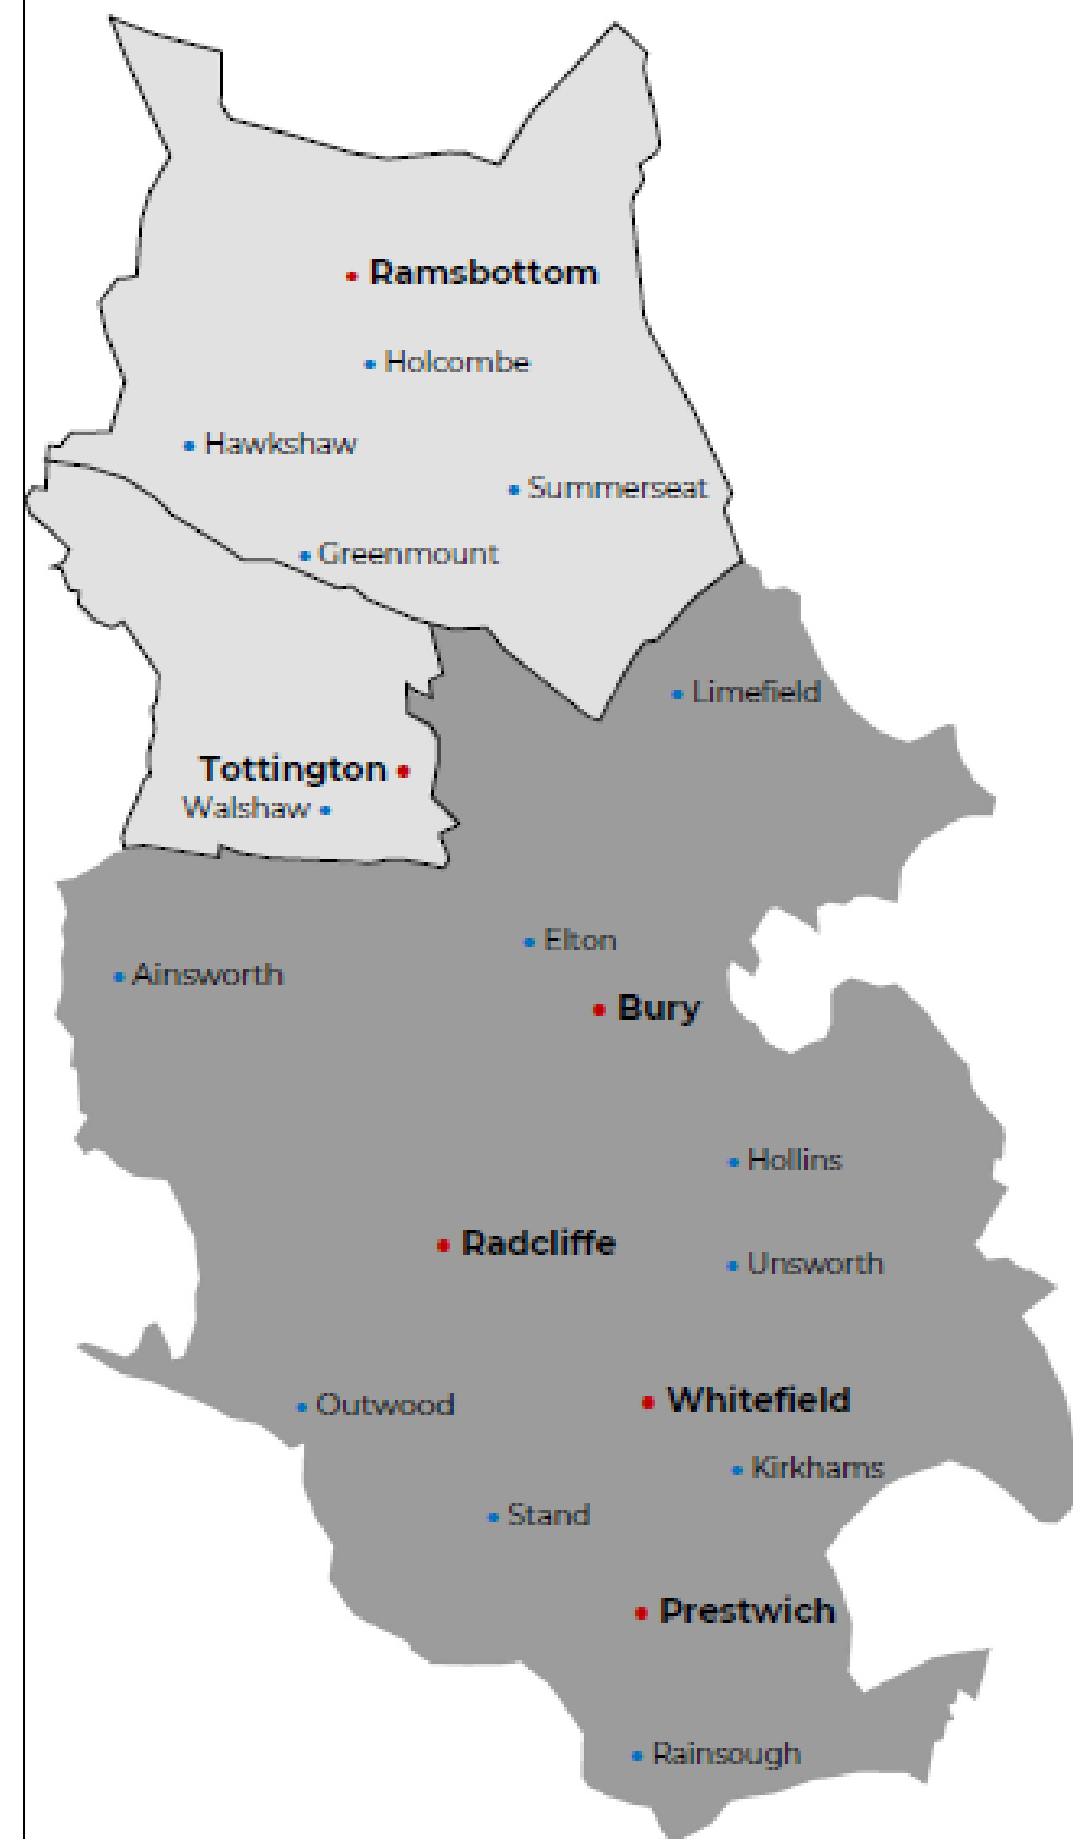 Ramsbottom
Holcombe
Hawkshaw
Summerseat
Greenmount
Limefield
Tottington
Walshaw
Elton
Ainsworth
Bury
Hollins
Radcliffe
Unsworth
Whitefield
Outwood
Kirkhams
Stand
Prestwich
Rainsough